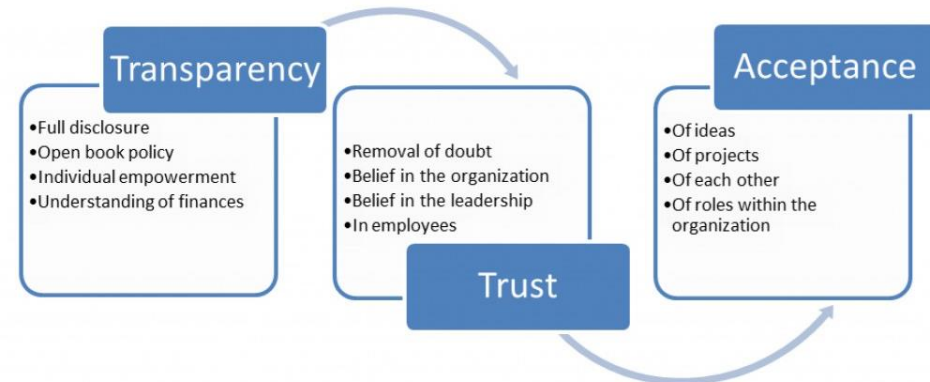 Transparency
•Full disclosure
•Open book policy
•Individual empowerment
•Understanding of finances
•Removal of doubt
•Belief in the organization
•Belief in the leadership
•In employees
Trust
Acceptance
•Of ideas
•Of projects
•Of each other
•Of roles within the
organization